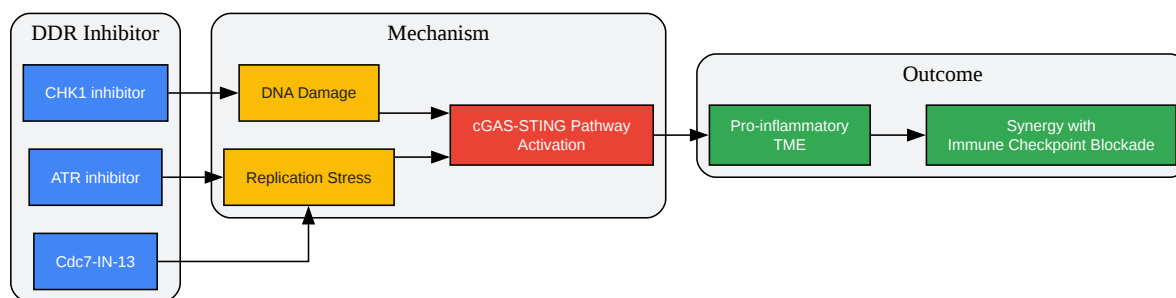 DDR Inhibitor
CHK1 inhibitor
ATR inhibitor
Cdc7-IN-13
Mechanism
DNA Damage
Replication Stress
cGAS-STING Pathway
Activation
Outcome
Pro-inflammatory
TME
Synergy with
Immune Checkpoint Blockade